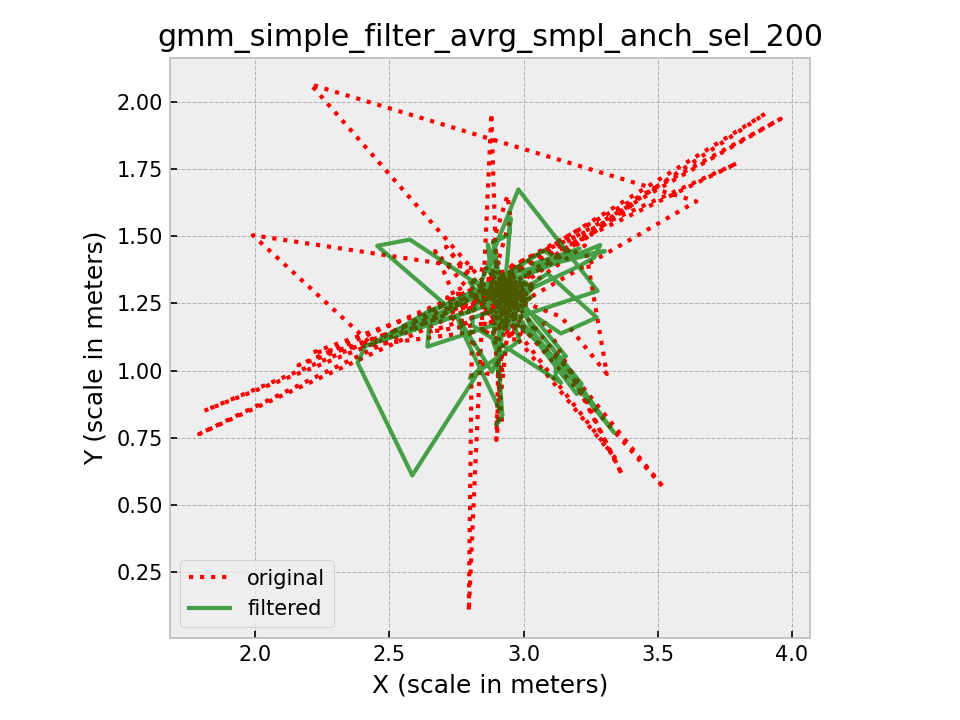 gmm_simple_filter_avrg_smpl_anch_sel_200
2.00
1.75
1.50
1.25
1.00
0.75
0.50
0.25
Y (scale in meters)
original
filtered
2.0 2.5 3.0 3.5 4.0
X (scale in meters)